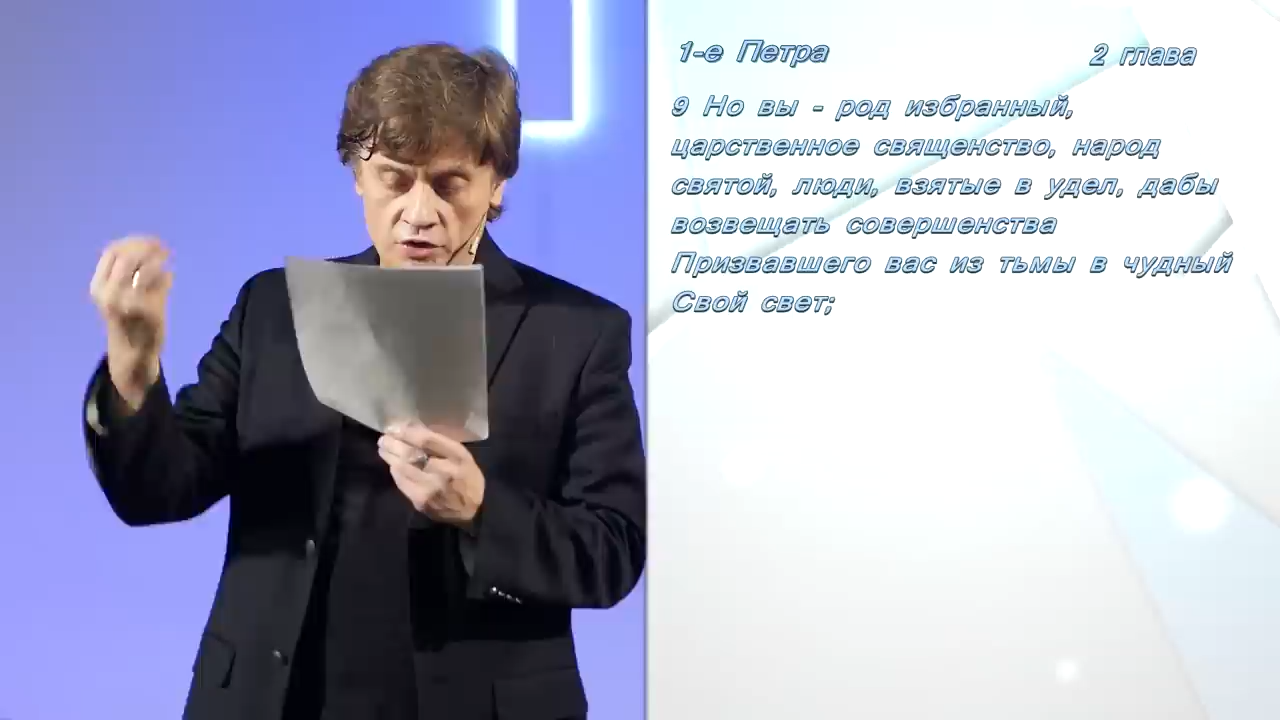 1-е Петра 2 глава
9 Но вы - род избранный,
царственное священство, народ
святой, люди, взятые в удел, дабы
возвещать совершенства
Призвавшего вас из тьмы в чудный
Свой свет;